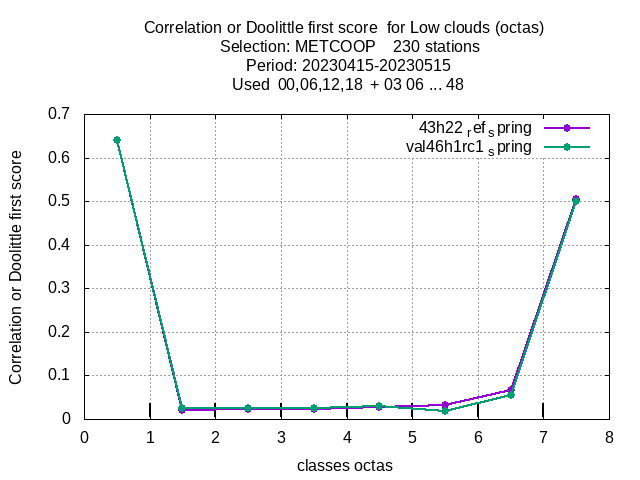 Correlation or Doolittle first score  for Low clouds (octas)
Selection: METCOOP    230 stations
Period: 20230415-20230515
Used  00,06,12,18  + 03 06 ... 48
43h22 ref spring
val46h1rc1 spring
Correlation or Doolittle first score
0.7
0.6
0.5
0.4
0.3
0.2
0.1
0
0 1 2 3 4 5 6 7 8
classes octas